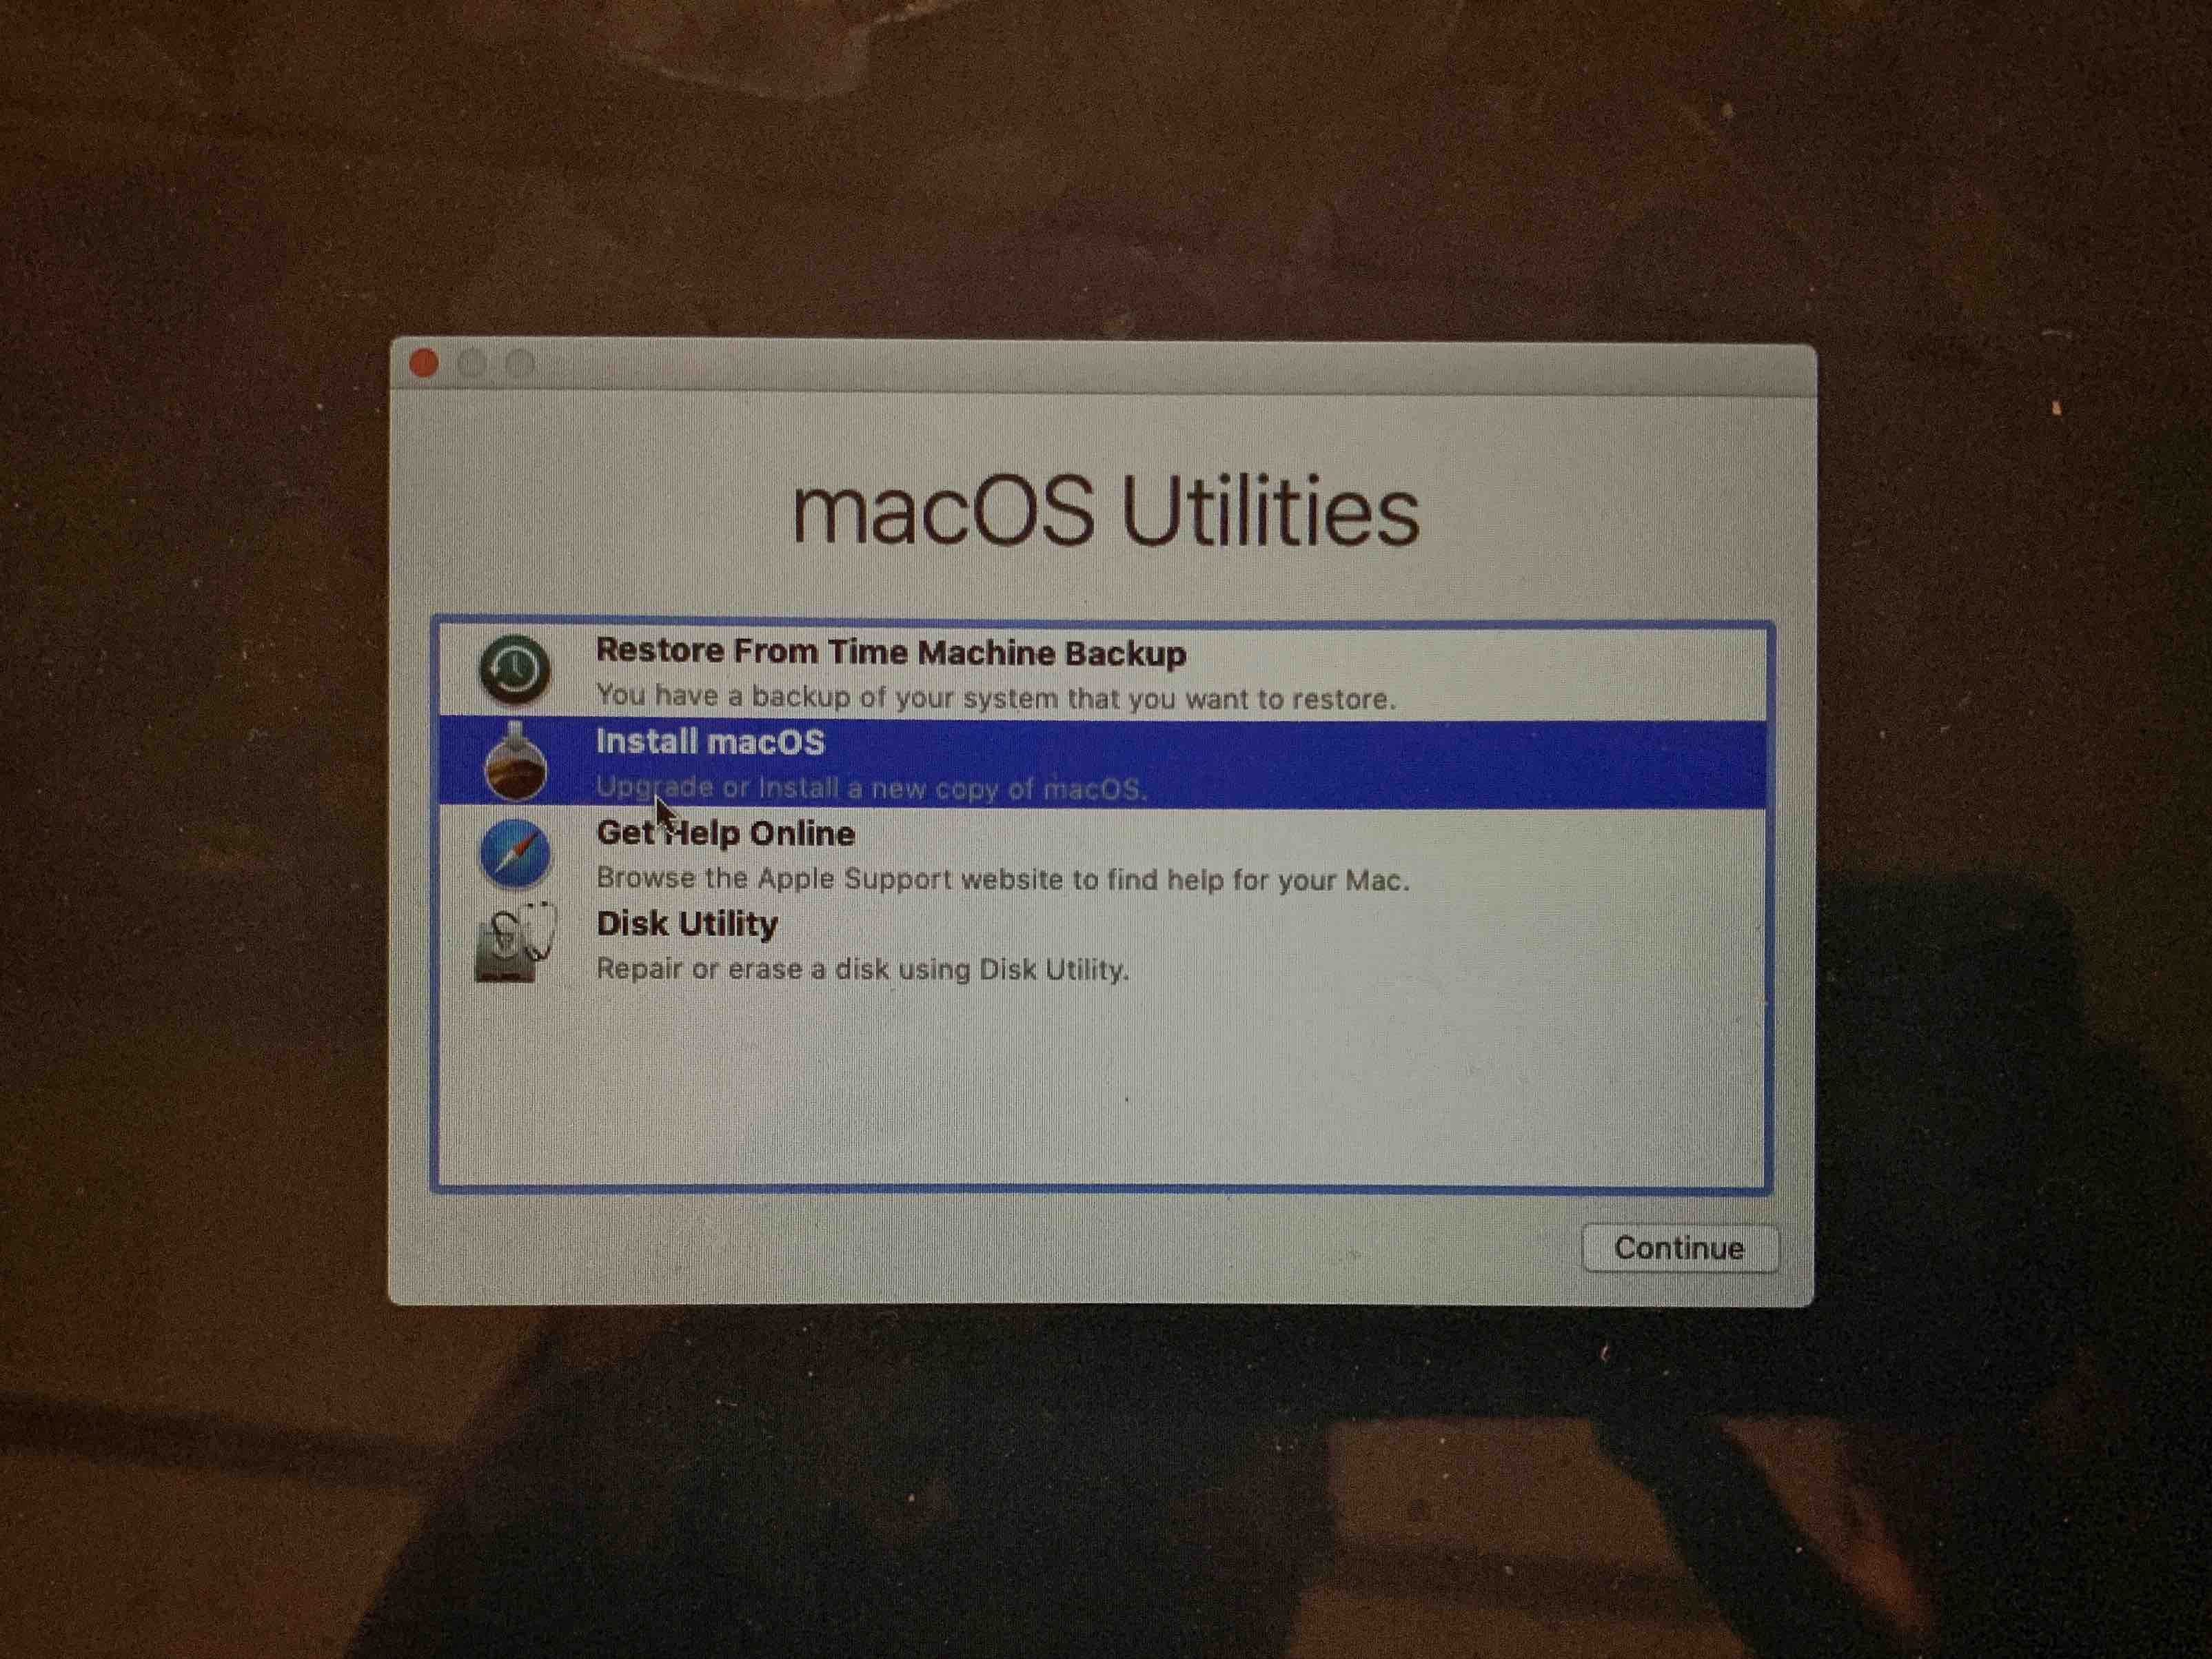 macOS Utilities
Restore From Time Machine Backup
You have a backup of your system that you want to restore.
Install macOS
Upgrade or Install a new copy of macOS.
Get Help Online
Browse the Apple Support website to find help for your Mac.
Disk Utility
Repair or erase a disk using Disk Utility.
Continue